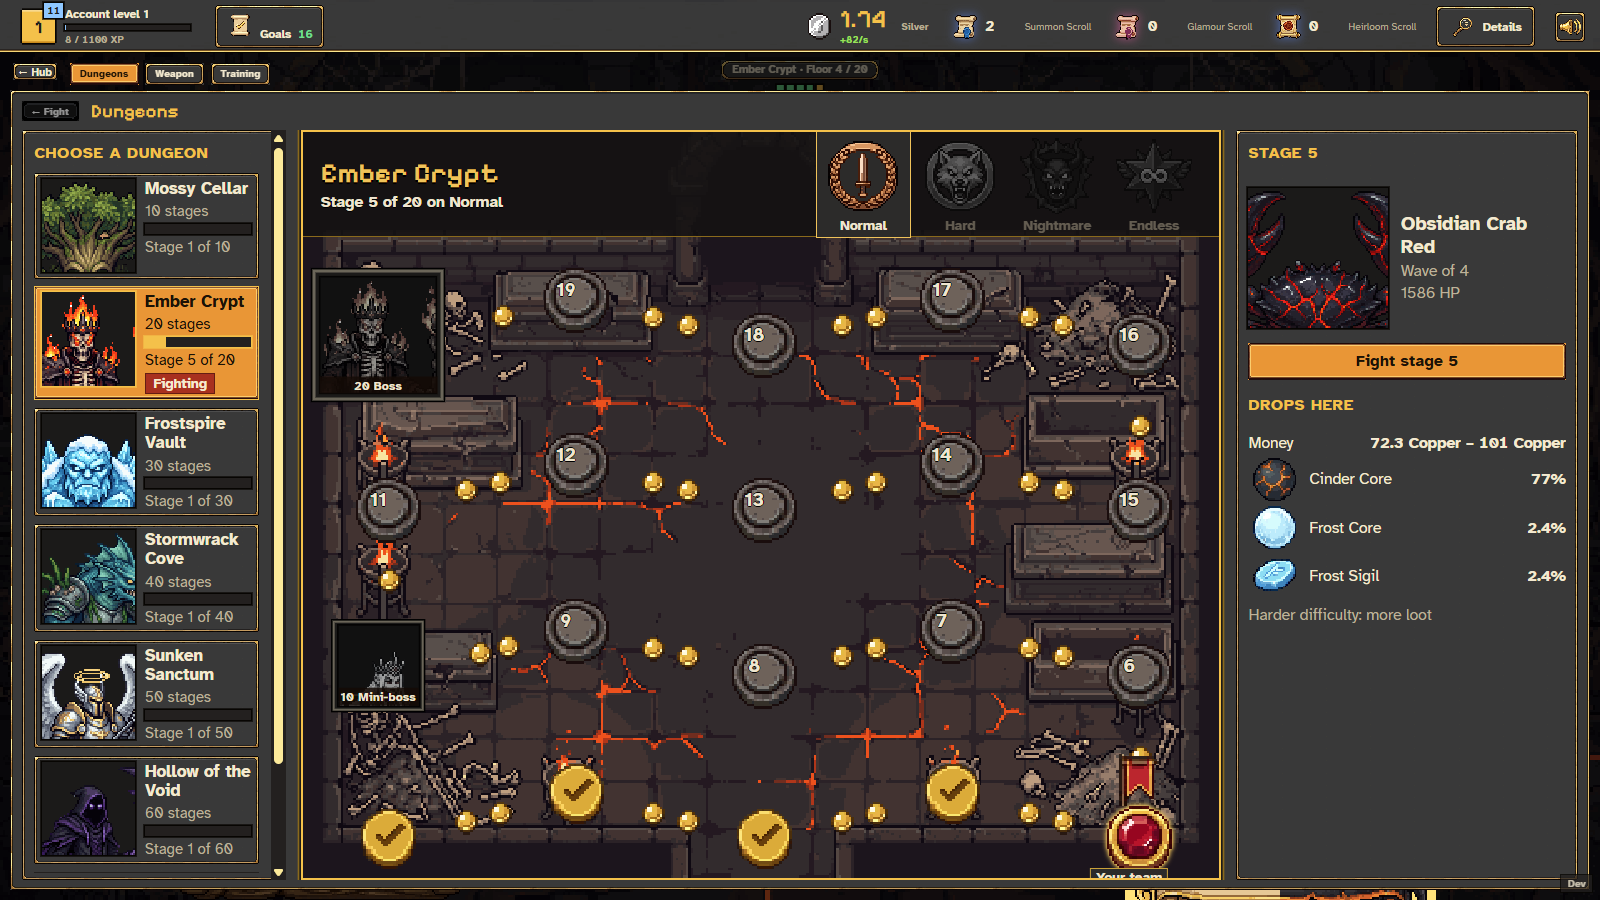 11
1
Account level 1
8 / 1100 XP
Goals 16
1.74
+82/s
Silver
2
Summon Scroll
0
Glamour Scroll
0
Heirloom Scroll
Details
← Hub
Dungeons
Weapon
Training
Ember Crypt · Floor 4 / 20
← Fight
Dungeons
CHOOSE A DUNGEON
Mossy Cellar
10 stages
Stage 1 of 10
Ember Crypt
20 stages
Stage 5 of 20
Fighting
Frostspire
Vault
30 stages
Stage 1 of 30
Stormwrack
Cove
40 stages
Stage 1 of 40
Sunken
Sanctum
50 stages
Stage 1 of 50
Hollow of the
Void
60 stages
Stage 1 of 60
Ember Crypt
Stage 5 of 20 on Normal
Normal
Hard
Nightmare
Endless
19
17
18
16
20 Boss
12
14
11
13
15
9
7
8
6
10 Mini-boss
Your team
STAGE 5
Obsidian Crab
Red
Wave of 4
1586 HP
Fight stage 5
DROPS HERE
Money
72.3 Copper – 101 Copper
Cinder Core
77%
Frost Core
2.4%
Frost Sigil
2.4%
Harder difficulty: more loot
Dev